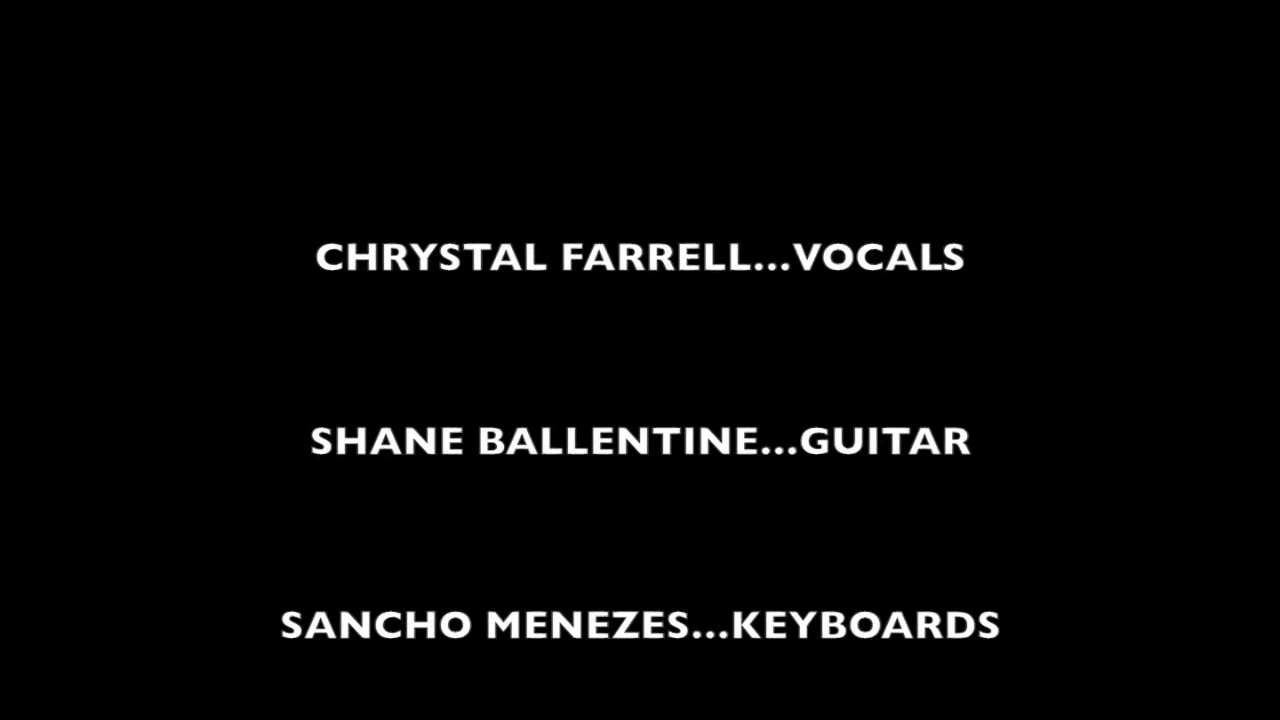 CHRYSTAL FARRELL...VOCALS
SHANE BALLENTINE...GUITAR
SANCHO MENEZES...KEYBOARDS